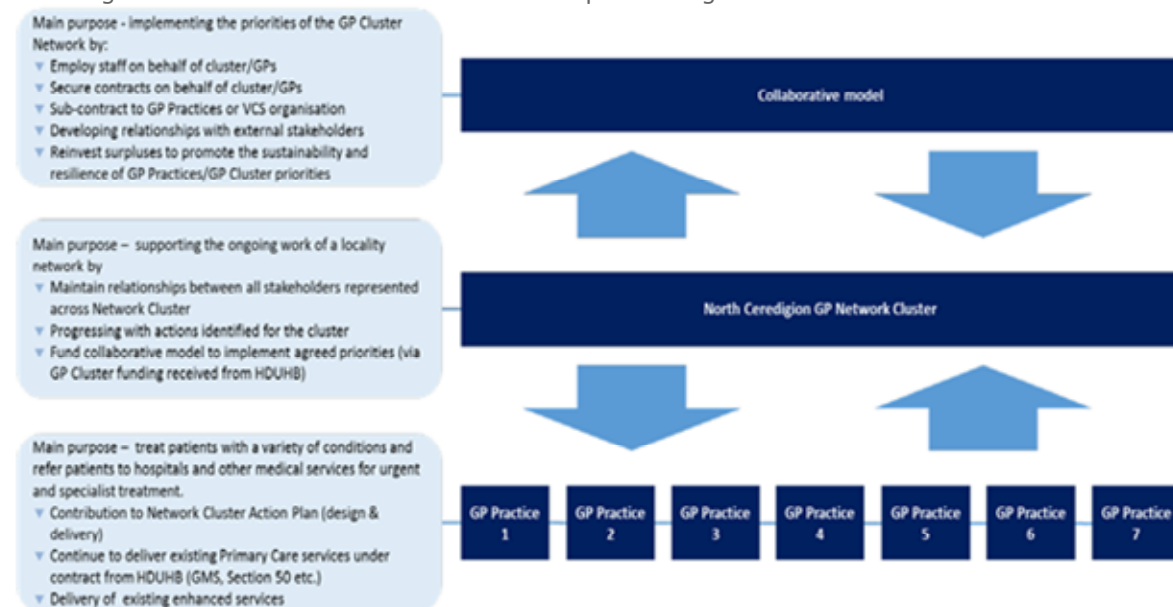 Main purpose - implementing the priorities of the GP Cluster
Network by:
▼ Employ staff on behalf of cluster/GPs
▼ Secure contracts on behalf of cluster/GPs
▼ Sub-contract to GP Practices or VCS organisation
▼ Developing relationships with external stakeholders
▼ Reinvest surpluses to promote the sustainability and
resilience of GP Practices/GP Cluster priorities
Collaborative model
Main purpose – supporting the ongoing work of a locality
network by
▼ Maintain relationships between all stakeholders represented
across Network Cluster
▼ Progressing with actions identified for the cluster
▼ Fund collaborative model to implement agreed priorities (via
GP Cluster funding received from HDUHB)
North Ceredigion GP Network Cluster
Main purpose – treat patients with a variety of conditions and
refer patients to hospitals and other medical services for urgent
and specialist treatment.
▼ Contribution to Network Cluster Action Plan (design &
delivery)
▼ Continue to deliver existing Primary Care services under
contract from HDUHB (GMS, Section 50 etc.)
▼ Delivery of existing enhanced services
GP Practice
1
GP Practice
2
GP Practice
3
GP Practice
4
GP Practice
5
GP Practice
6
GP Practice
7